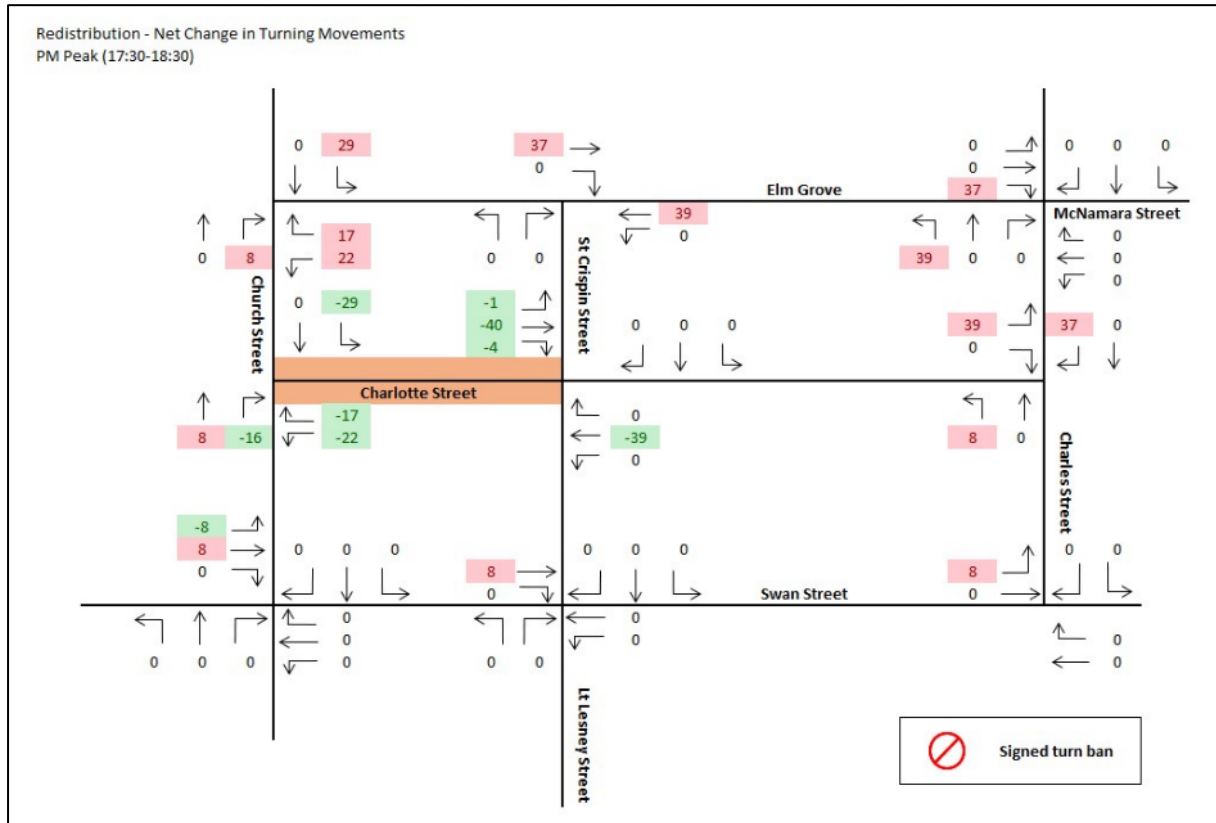 Redistribution - Net Change in Turning Movements
PM Peak (17:30-18:30)
0 29 37 0 0 0 0
0 0
37
Elm Grove
McNamara Street
39 0
17 0 39 0 0 0
0 8 22 0 0 0
0
St Crispin Street
Church Street
0 -29 -1
-40 0 0 0 39 37 0
-4 0
Charlotte Street
-17 0
8 -16 -22 -39 8 0
0
Charles Street
-8
8 0 0 0 0 0 0 0 0
0 8 8
0 0
Swan Street
0 0
0 0 0
0 0 0 0 0 0 0
Lt Lesney Street
Signed turn ban